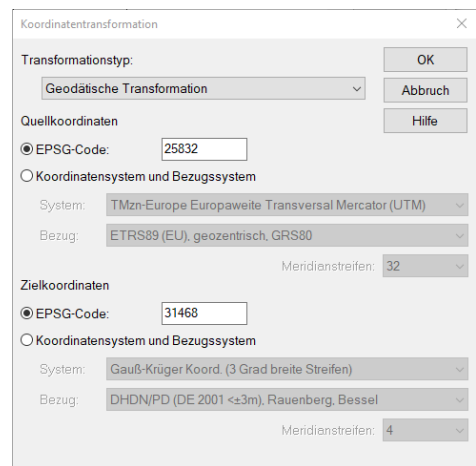 Koordinatentransformation
Transformationstyp:
OK
Geodätische Transformation
Abbruch
Quellkoordinaten
Hilfe
EPSG-Code: 25832
Koordinatensystem und Bezugssystem
System: TMzn-Europe Europaweite Transversal Mercator (UTM)
Bezug: ETRS89 (EU), geozentrisch, GRS80
Meridianstreifen: 32
Zielkoordinaten
EPSG-Code: 31468
Koordinatensystem und Bezugssystem
System: Gauß-Krüger Koord. (3 Grad breite Streifen)
Bezug: DHDN/PD (DE 2001 <±3m), Rauenberg, Bessel
Meridianstreifen: 4